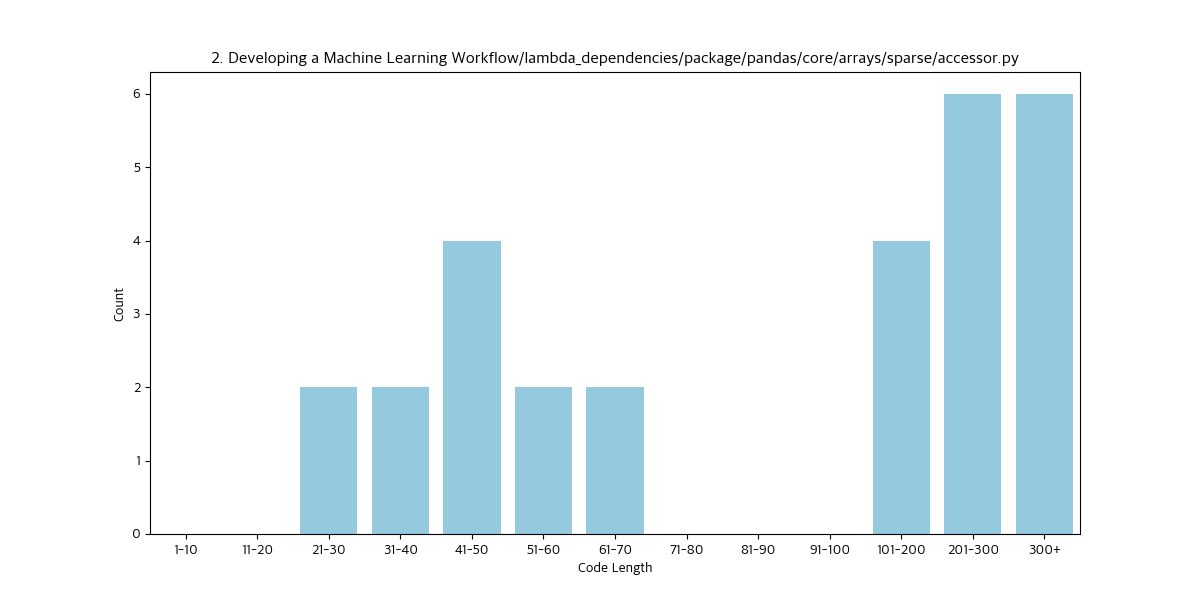 2. Developing a Machine Learning Workflow/lambda_dependencies/package/pandas/core/arrays/sparse/accessor.py
6
5
4
3
2
1
0
Count
1-10 11-20 21-30 31-40 41-50 51-60 61-70 71-80 81-90 91-100 101-200 201-300 300+
Code Length